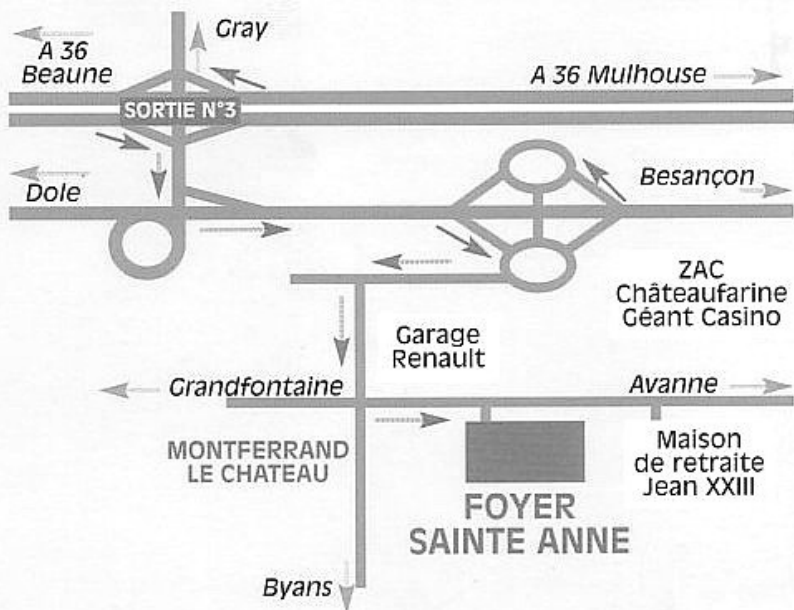 Gray
A 36
Beaune
A 36 Mulhouse
SORTIE N°3
Dole
Besançon
ZAC
Châteaufarine
Géant Casino
Garage
Renault
Grandfontaine
Avanne
MONTFERRAND
LE CHATEAU
Maison
de retraite
Jean XXIII
FOYER
SAINTE ANNE
Byans